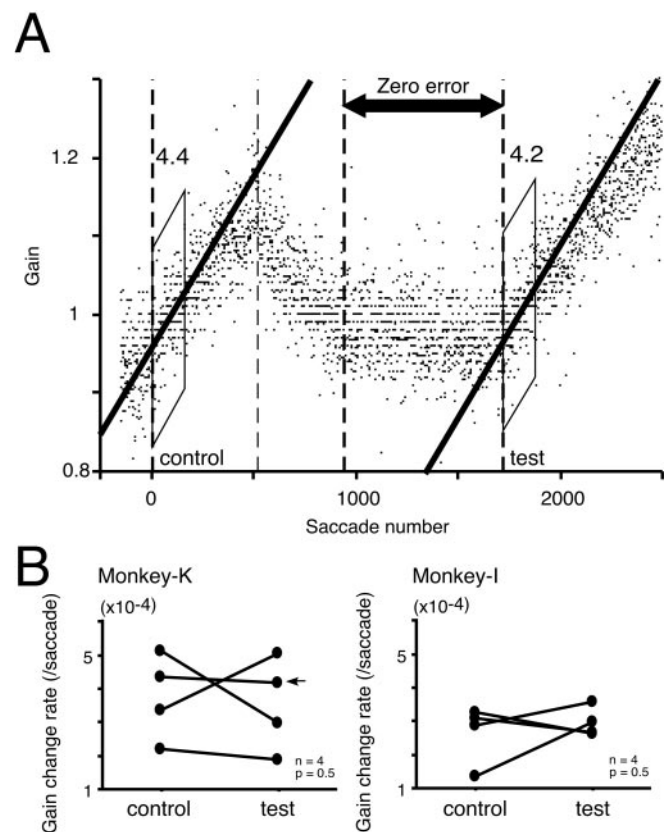 A
Zero error
4.4
4.2
1.2
1
0.8
Gain
control
test
0
1000
2000
Saccade number
B
Monkey-K
Monkey-I
(x10-4)
(x10-4)
Gain change rate (/saccade)
5
1
n = 4
p = 0.5
control
test
Gain change rate (/saccade)
5
1
n = 4
p = 0.5
control
test